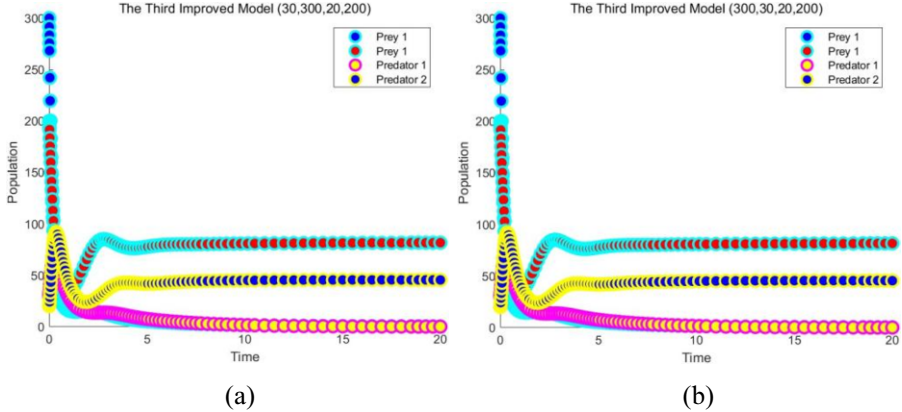 The Third Improved Model (30,300,20,200)
300
250
200
150
100
50
0
Population
Prey 1
Prey 1
Predator 1
Predator 2
0
5
10
15
20
Time
(a)
The Third Improved Model (300,30,20,200)
300
250
200
150
100
50
0
Population
Prey 1
Prey 1
Predator 1
Predator 2
0
5
10
15
20
Time
(b)